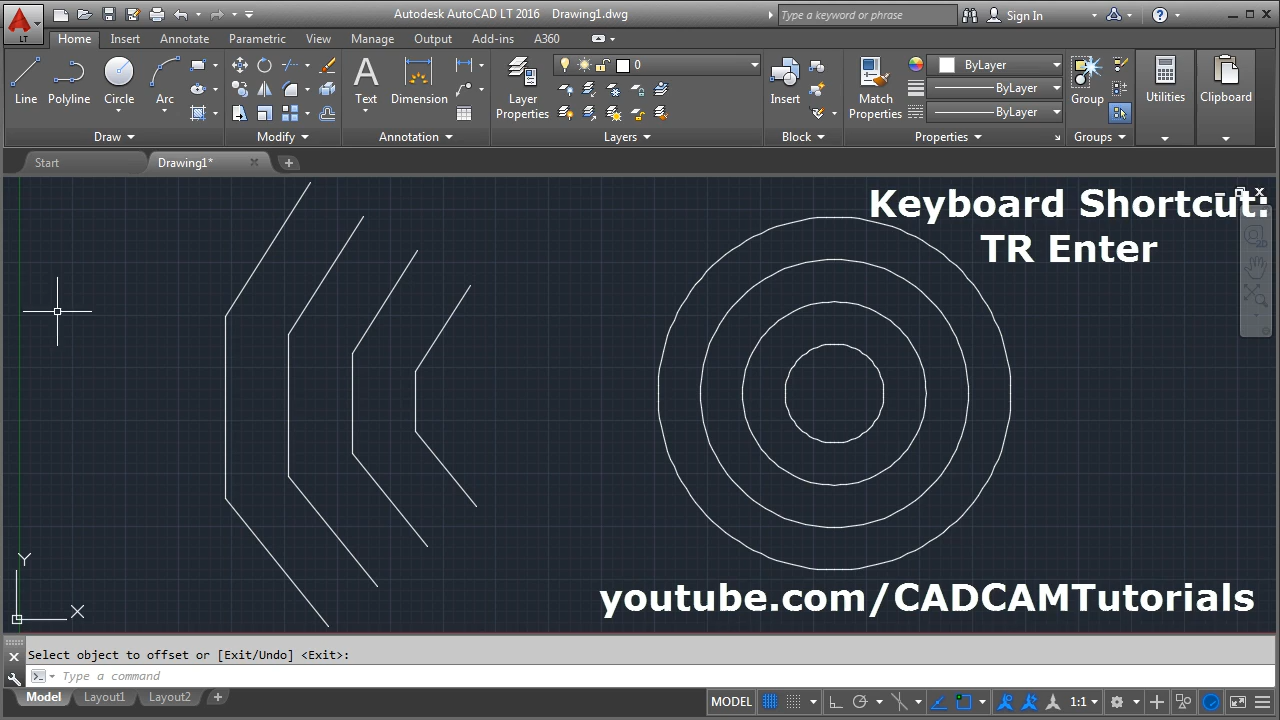 Autodesk AutoCAD LT 2016 Drawing1.dwg
Type a keyword or phrase
Sign In
LT
Home Insert Annotate Parametric View Manage Output Add-ins A360
Line Polyline Circle Arc
Draw
Modify
Text Dimension
Annotation
Layer Properties
0
Layers
Insert
Block
Match Properties
ByLayer
ByLayer
ByLayer
Properties
Group
Groups
Utilities
Clipboard
Start Drawing1*
Keyboard Shortcut:
TR Enter
2D
Y
X
youtube.com/CADCAMTutorials
Select object to offset or [Exit/Undo] <Exit>:
Type a command
Model Layout1 Layout2
MODEL
1:1